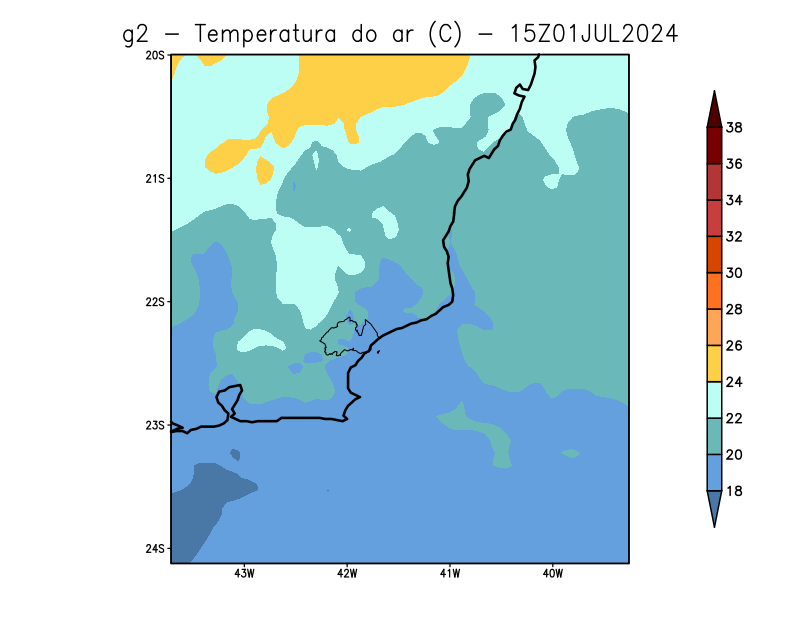 g2 – Temperatura do ar (C) – 15Z01JUL2024
20S
21S
22S
23S
24S
43W
42W
41W
40W
38
36
34
32
30
28
26
24
22
20
18